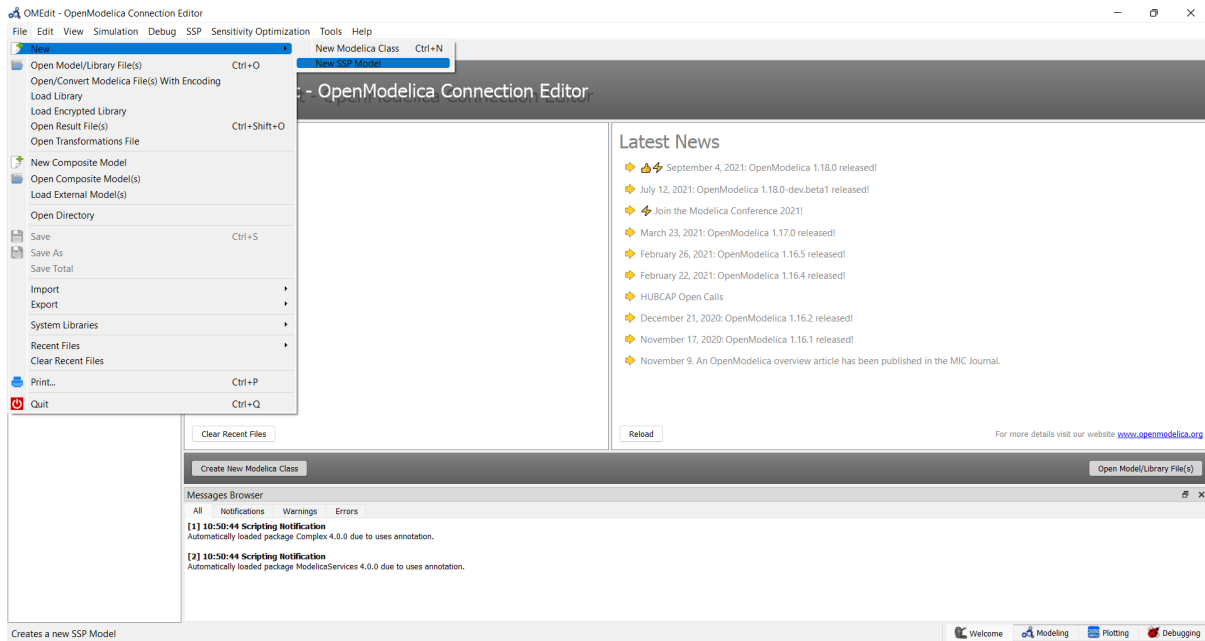 OMEdit - OpenModelica Connection Editor
File Edit View Simulation Debug SSP Sensitivity Optimization Tools Help
New
New Modelica Class Ctrl+N
New SSP Model
Open Model/Library File(s) Ctrl+O
Open/Convert Modelica File(s) With Encoding
Load Library
Load Encrypted Library
Open Result File(s) Ctrl+Shift+O
Open Transformations File
New Composite Model
Open Composite Model(s)
Load External Model(s)
Open Directory
Save Ctrl+S
Save As
Save Total
Import
Export
System Libraries
Recent Files
Clear Recent Files
Print... Ctrl+P
Quit Ctrl+Q
- OpenModelica Connection Editor
Latest News
September 4, 2021: OpenModelica 1.18.0 released!
July 12, 2021: OpenModelica 1.18.0-dev.beta1 released!
Join the Modelica Conference 2021!
March 23, 2021: OpenModelica 1.17.0 released!
February 26, 2021: OpenModelica 1.16.5 released!
February 22, 2021: OpenModelica 1.16.4 released!
HUBCAP Open Calls
December 21, 2020: OpenModelica 1.16.2 released!
November 17, 2020: OpenModelica 1.16.1 released!
November 9. An OpenModelica overview article has been published in the MIC Journal.
Clear Recent Files
Reload
For more details visit our website www.openmodelica.org
Create New Modelica Class
Open Model/Library File(s)
Messages Browser
All Notifications Warnings Errors
[1] 10:50:44 Scripting Notification
Automatically loaded package Complex 4.0.0 due to uses annotation.
[2] 10:50:44 Scripting Notification
Automatically loaded package ModelicaServices 4.0.0 due to uses annotation.
Creates a new SSP Model
Welcome Modeling Plotting Debugging